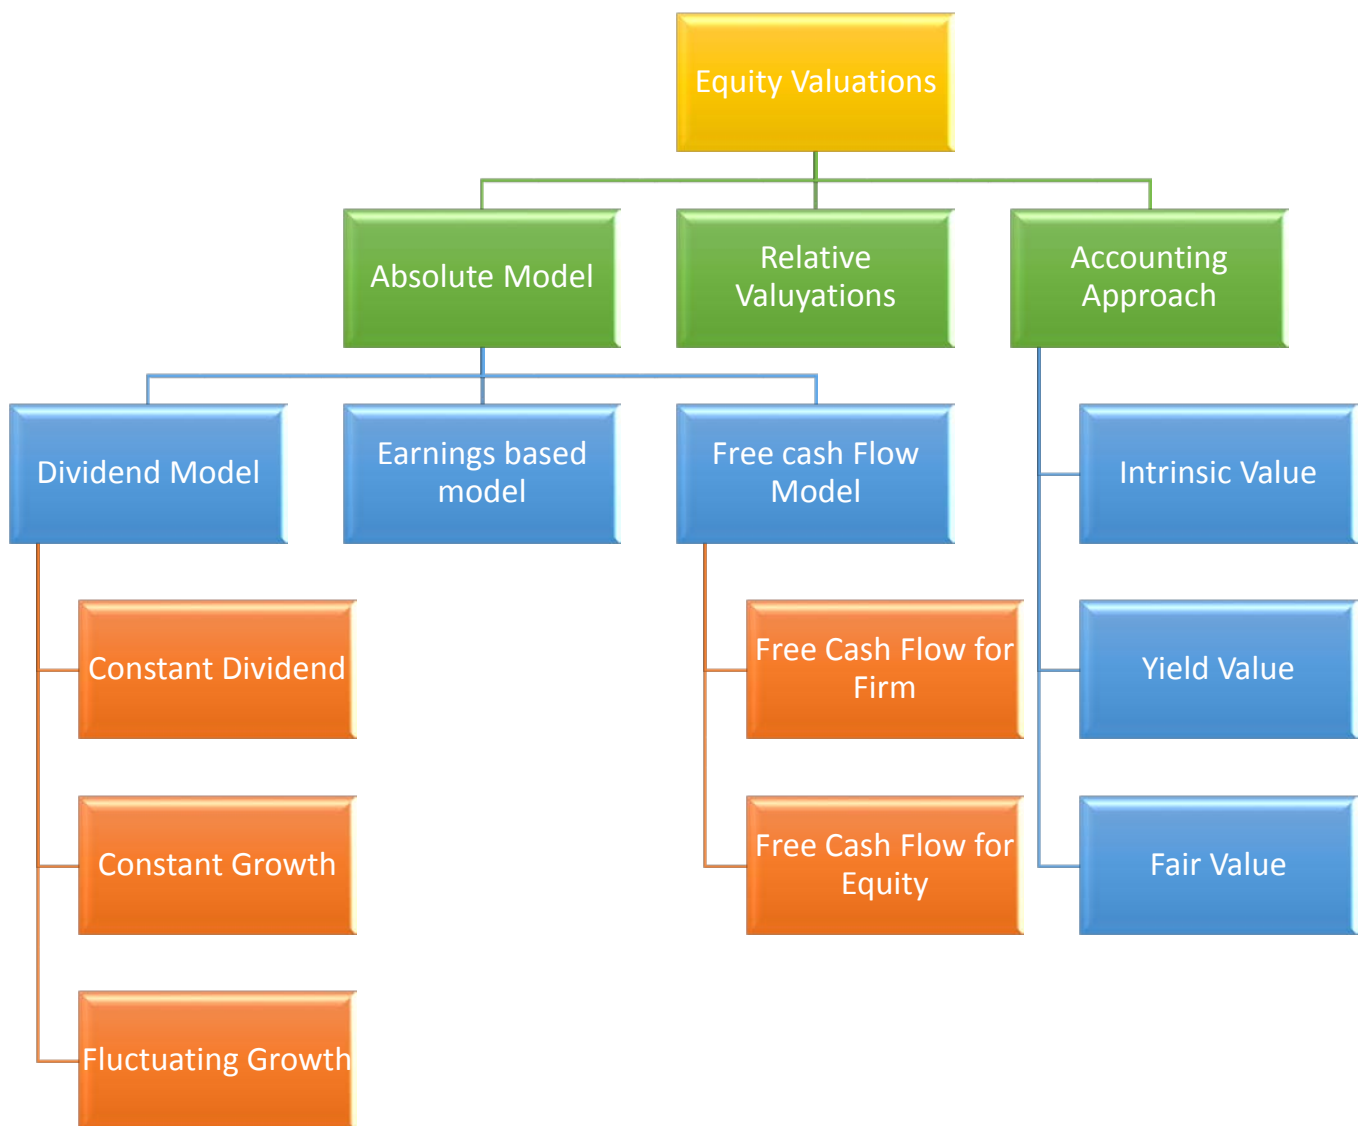 Equity Valuations
Absolute Model
Relative
Valuyations
Accounting
Approach
Dividend Model
Earnings based
model
Free cash Flow
Model
Intrinsic Value
Constant Dividend
Free Cash Flow for
Firm
Yield Value
Constant Growth
Free Cash Flow for
Equity
Fair Value
Fluctuating Growth